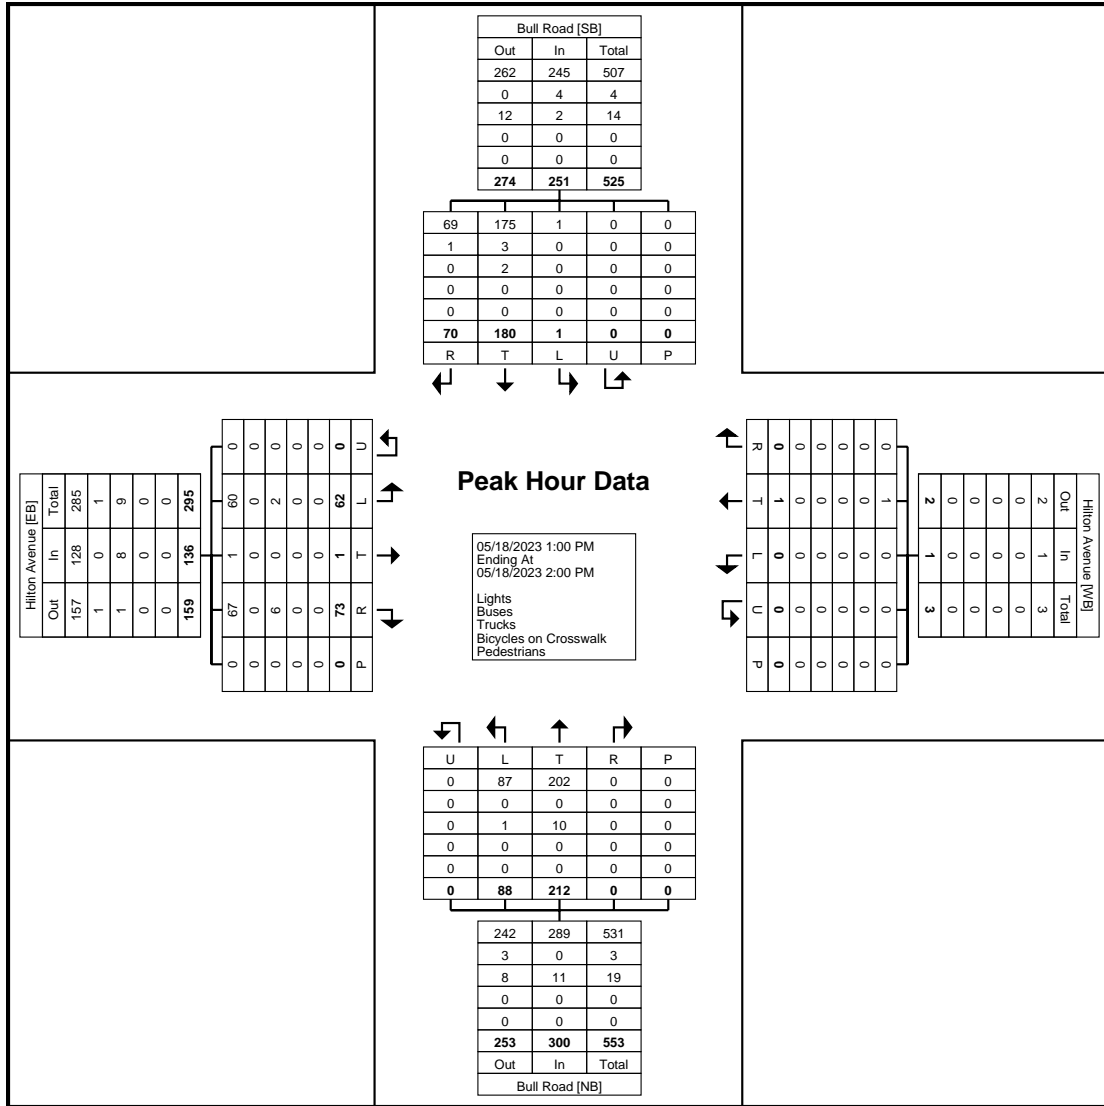 Bull Road [SB]
Out In Total
262 245 507
0 4 4
12 2 14
0 0 0
0 0 0
274 251 525
69 175 1 0 0
1 3 0 0 0
0 2 0 0 0
0 0 0 0 0
0 0 0 0 0
70 180 1 0 0
R T L U P
Hilton Avenue [EB]
Total 285 1 9 0 0 295
In 128 0 8 0 0 136
Out 157 1 1 0 0 159
0 0 0 0 0 0 U
60 0 2 0 0 62 L
1 0 0 0 0 1 T
67 0 6 0 0 73 R
0 0 0 0 0 0 P
Peak Hour Data
05/18/2023 1:00 PM
Ending At
05/18/2023 2:00 PM
Lights
Buses
Trucks
Bicycles on Crosswalk
Pedestrians
R 0 0 0 0 0 0
T 1 0 0 0 0 1
L 0 0 0 0 0 0
U 0 0 0 0 0 0
P 0 0 0 0 0 0
Hilton Avenue [WB]
Out 2 0 0 0 0 2
In 1 0 0 0 0 1
Total 3 0 0 0 0 3
U L T R P
0 87 202 0 0
0 0 0 0 0
0 1 10 0 0
0 0 0 0 0
0 0 0 0 0
0 88 212 0 0
242 289 531
3 0 3
8 11 19
0 0 0
0 0 0
253 300 553
Out In Total
Bull Road [NB]